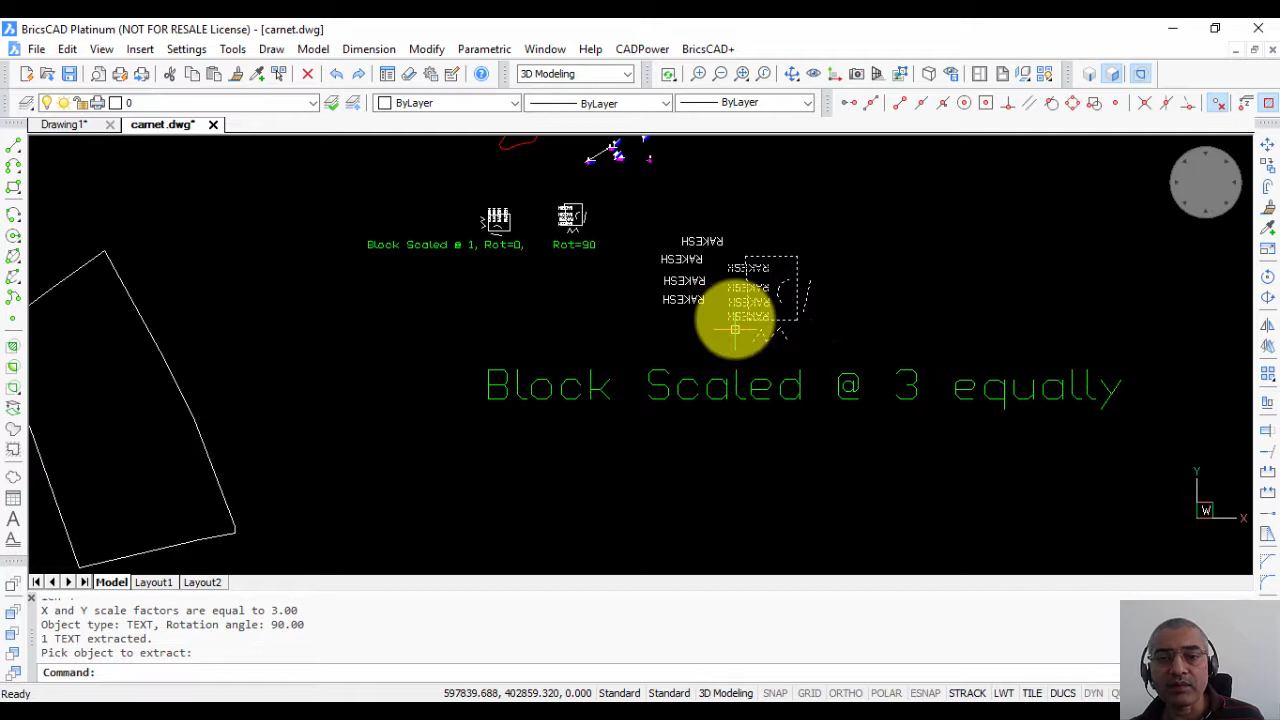 BricsCAD Platinum (NOT FOR RESALE License) - [carnet.dwg]
File Edit View Insert Settings Tools Draw Model Dimension Modify Parametric Window Help CADPower BricsCAD+
3D Modeling
0 ByLayer ByLayer ByLayer
Drawing1* carnet.dwg*
Block Scaled @ 1, Rot=0, Rot=90
RAKESH
RAKESH
RAKESH
RAKESH
RAKESH
RAKESH
RAKESH
RAKESH
Block Scaled @ 3 equally
Y
W X
Model Layout1 Layout2
X and Y scale factors are equal to 3.00
Object type: TEXT, Rotation angle: 90.00
1 TEXT extracted.
Pick object to extract:
Command:
Ready 597839.688, 402859.320, 0.000 Standard Standard 3D Modeling SNAP GRID ORTHO POLAR ESNAP STRACK LWT TILE DUCS DYN